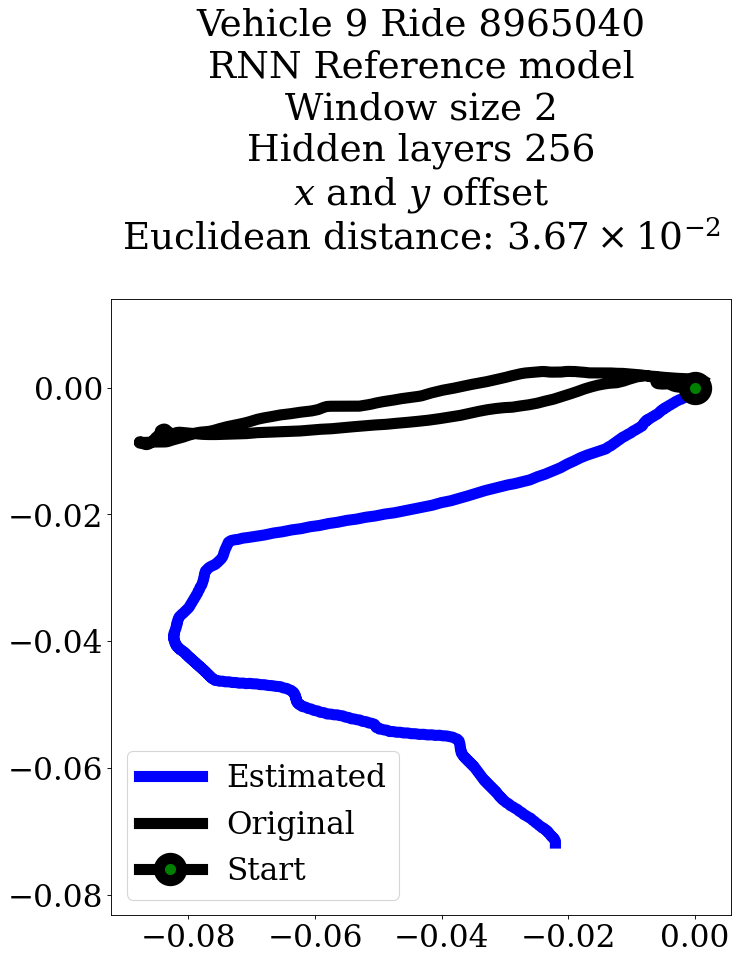 Vehicle 9 Ride 8965040
RNN Reference model
Window size 2
Hidden layers 256
x and y offset
Euclidean distance: 3.67 × 10⁻²
0.00
−0.02
−0.04
−0.06
−0.08
Estimated
Original
Start
−0.08 −0.06 −0.04 −0.02 0.00